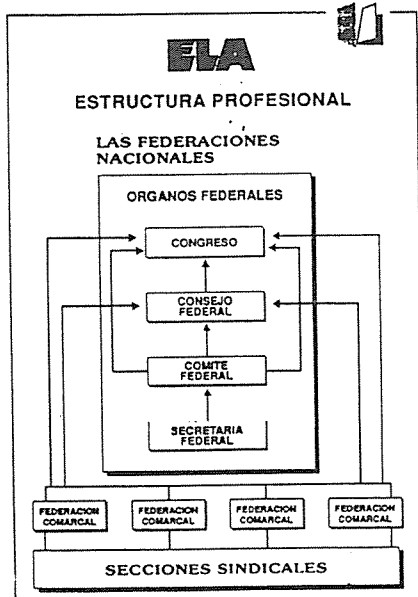 ELA
ESTRUCTURA PROFESIONAL
LAS FEDERACIONES
NACIONALES
ORGANOS FEDERALES
CONGRESO
CONSEJO
FEDERAL
COMITE
FEDERAL
SECRETARIA
FEDERAL
FEDERACION
COMARCAL
FEDERACION
COMARCAL
FEDERACION
COMARCAL
FEDERACION
COMARCAL
SECCIONES SINDICALES